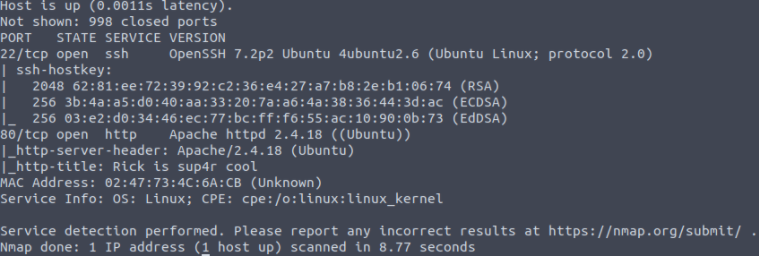 Host is up (0.0011s latency).
Not shown: 998 closed ports
PORT   STATE SERVICE VERSION
22/tcp open  ssh     OpenSSH 7.2p2 Ubuntu 4ubuntu2.6 (Ubuntu Linux; protocol 2.0)
| ssh-hostkey:
|   2048 62:81:ee:72:39:92:c2:36:e4:27:a7:b8:2e:b1:06:74 (RSA)
|   256 3b:4a:a5:d0:40:aa:33:20:7a:a6:4a:38:36:44:3d:ac (ECDSA)
|_  256 03:e2:d0:34:46:ec:77:bc:ff:f6:55:ac:10:90:0b:73 (EdDSA)
80/tcp open  http    Apache httpd 2.4.18 ((Ubuntu))
|_http-server-header: Apache/2.4.18 (Ubuntu)
|_http-title: Rick is sup4r cool
MAC Address: 02:47:73:4C:6A:CB (Unknown)
Service Info: OS: Linux; CPE: cpe:/o:linux:linux_kernel
Service detection performed. Please report any incorrect results at https://nmap.org/submit/ .
Nmap done: 1 IP address (1 host up) scanned in 8.77 seconds